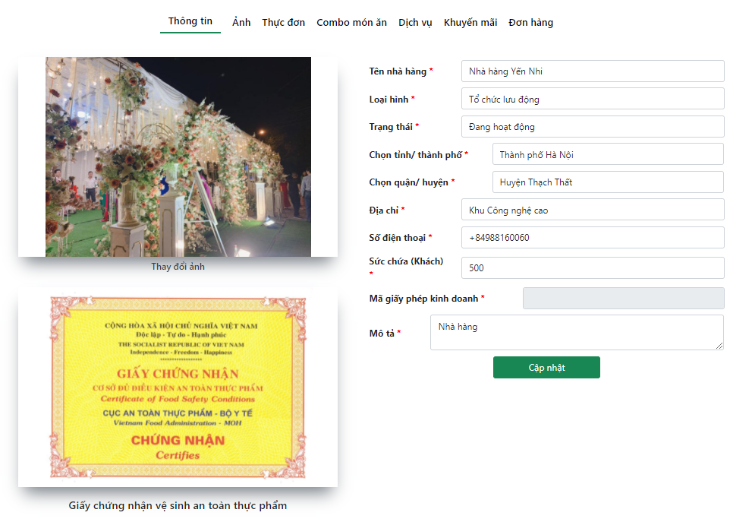 Thông tin Ảnh Thực đơn Combo món ăn Dịch vụ Khuyến mãi Đơn hàng
Thay đổi ảnh
CỘNG HÒA XÃ HỘI CHỦ NGHĨA VIỆT NAM
Độc lập - Tự do - Hạnh phúc
THE SOCIALIST REPUBLIC OF VIET NAM
Independence - Freedom - Happiness
GIẤY CHỨNG NHẬN
CƠ SỞ ĐỦ ĐIỀU KIỆN AN TOÀN THỰC PHẨM
Certificate of Food Safety Conditions
CỤC AN TOÀN THỰC PHẨM - BỘ Y TẾ
Vietnam Food Administration - MOH
CHỨNG NHẬN
Certifies
Giấy chứng nhận vệ sinh an toàn thực phẩm
Tên nhà hàng * Nhà hàng Yến Nhi
Loại hình * Tổ chức lưu động
Trạng thái * Đang hoạt động
Chọn tỉnh/ thành phố * Thành phố Hà Nội
Chọn quận/ huyện * Huyện Thạch Thất
Địa chỉ * Khu Công nghệ cao
Số điện thoại * +84988160060
Sức chứa (Khách) * 500
Mã giấy phép kinh doanh *
Mô tả * Nhà hàng
Cập nhật